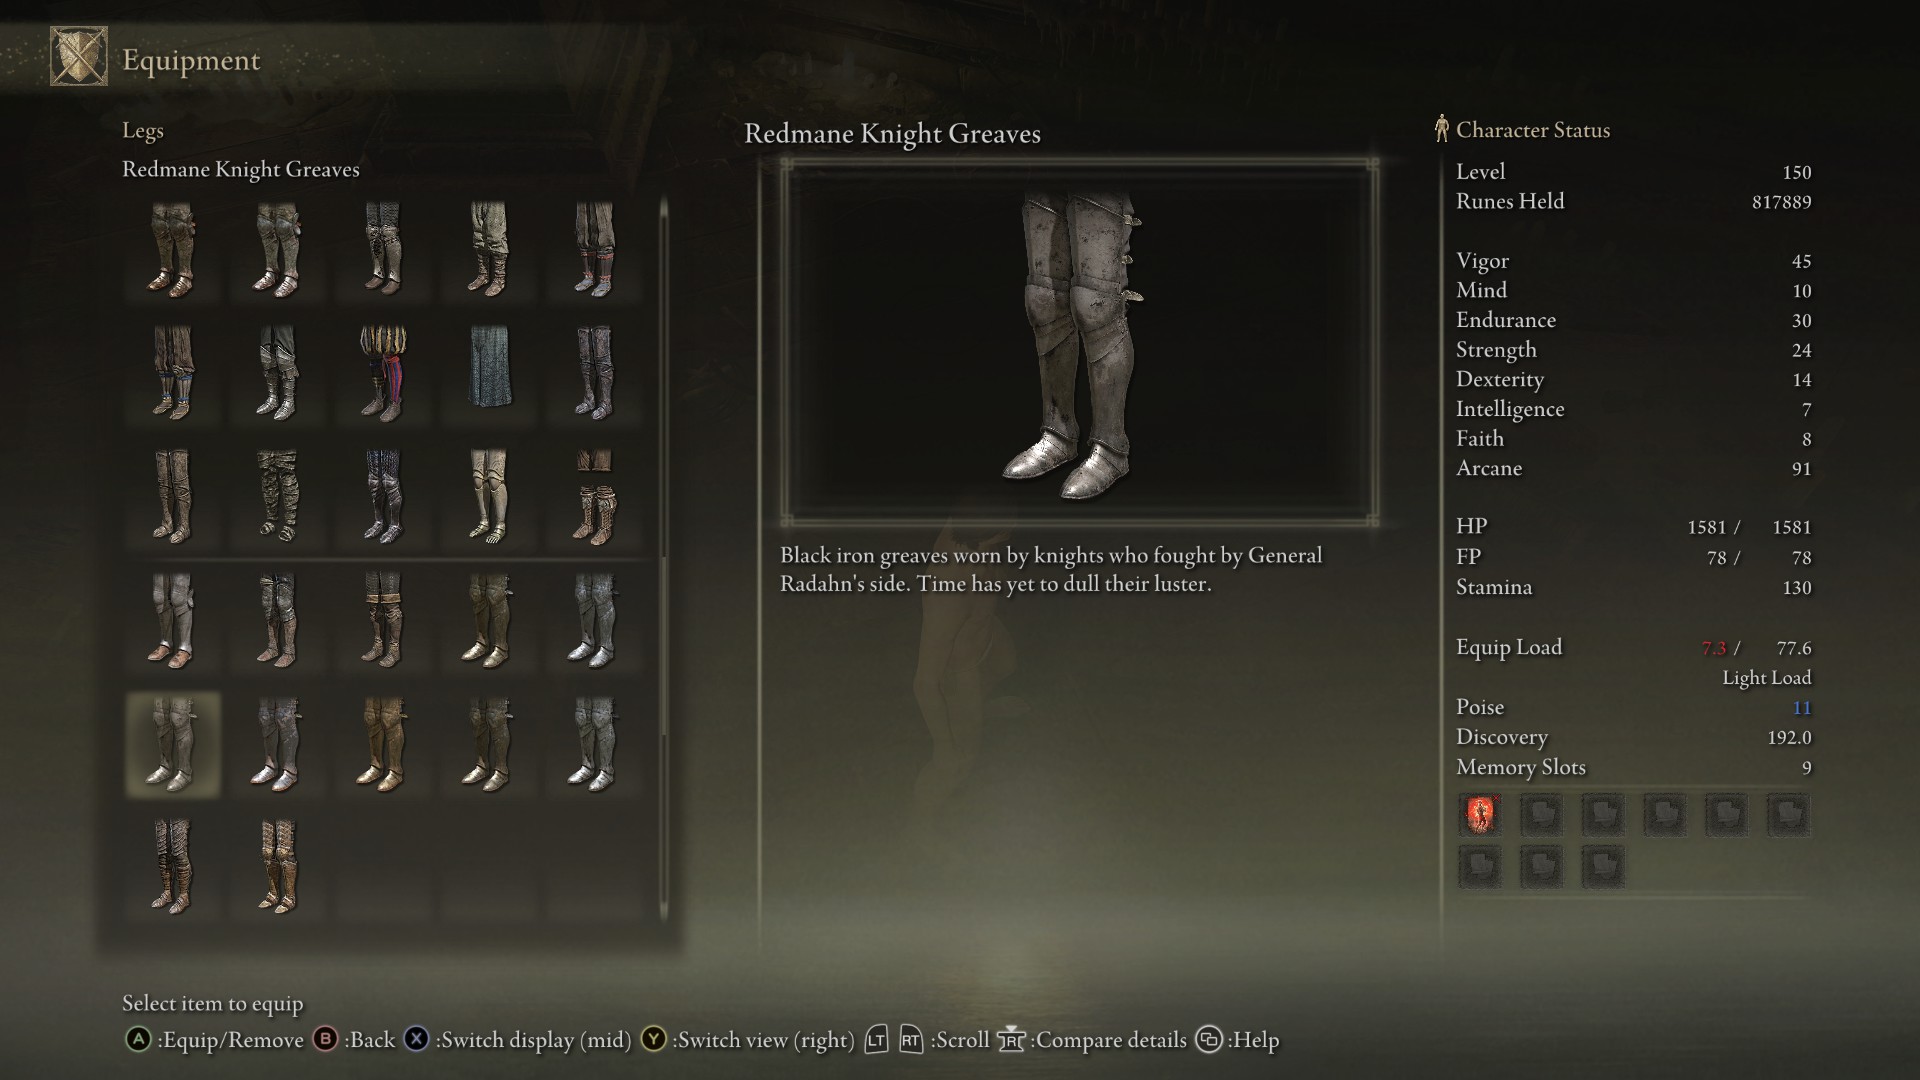 Equipment
Legs
Redmane Knight Greaves
Redmane Knight Greaves
Black iron greaves worn by knights who fought by General
Radahn's side. Time has yet to dull their luster.
Character Status
Level 150
Runes Held 817889
Vigor 45
Mind 10
Endurance 30
Strength 24
Dexterity 14
Intelligence 7
Faith 8
Arcane 91
HP 1581 / 1581
FP 78 / 78
Stamina 130
Equip Load 7.3 / 77.6
Light Load
Poise 11
Discovery 192.0
Memory Slots 9
Select item to equip
A :Equip/Remove B :Back X :Switch display (mid) Y :Switch view (right) LT RT :Scroll R :Compare details :Help